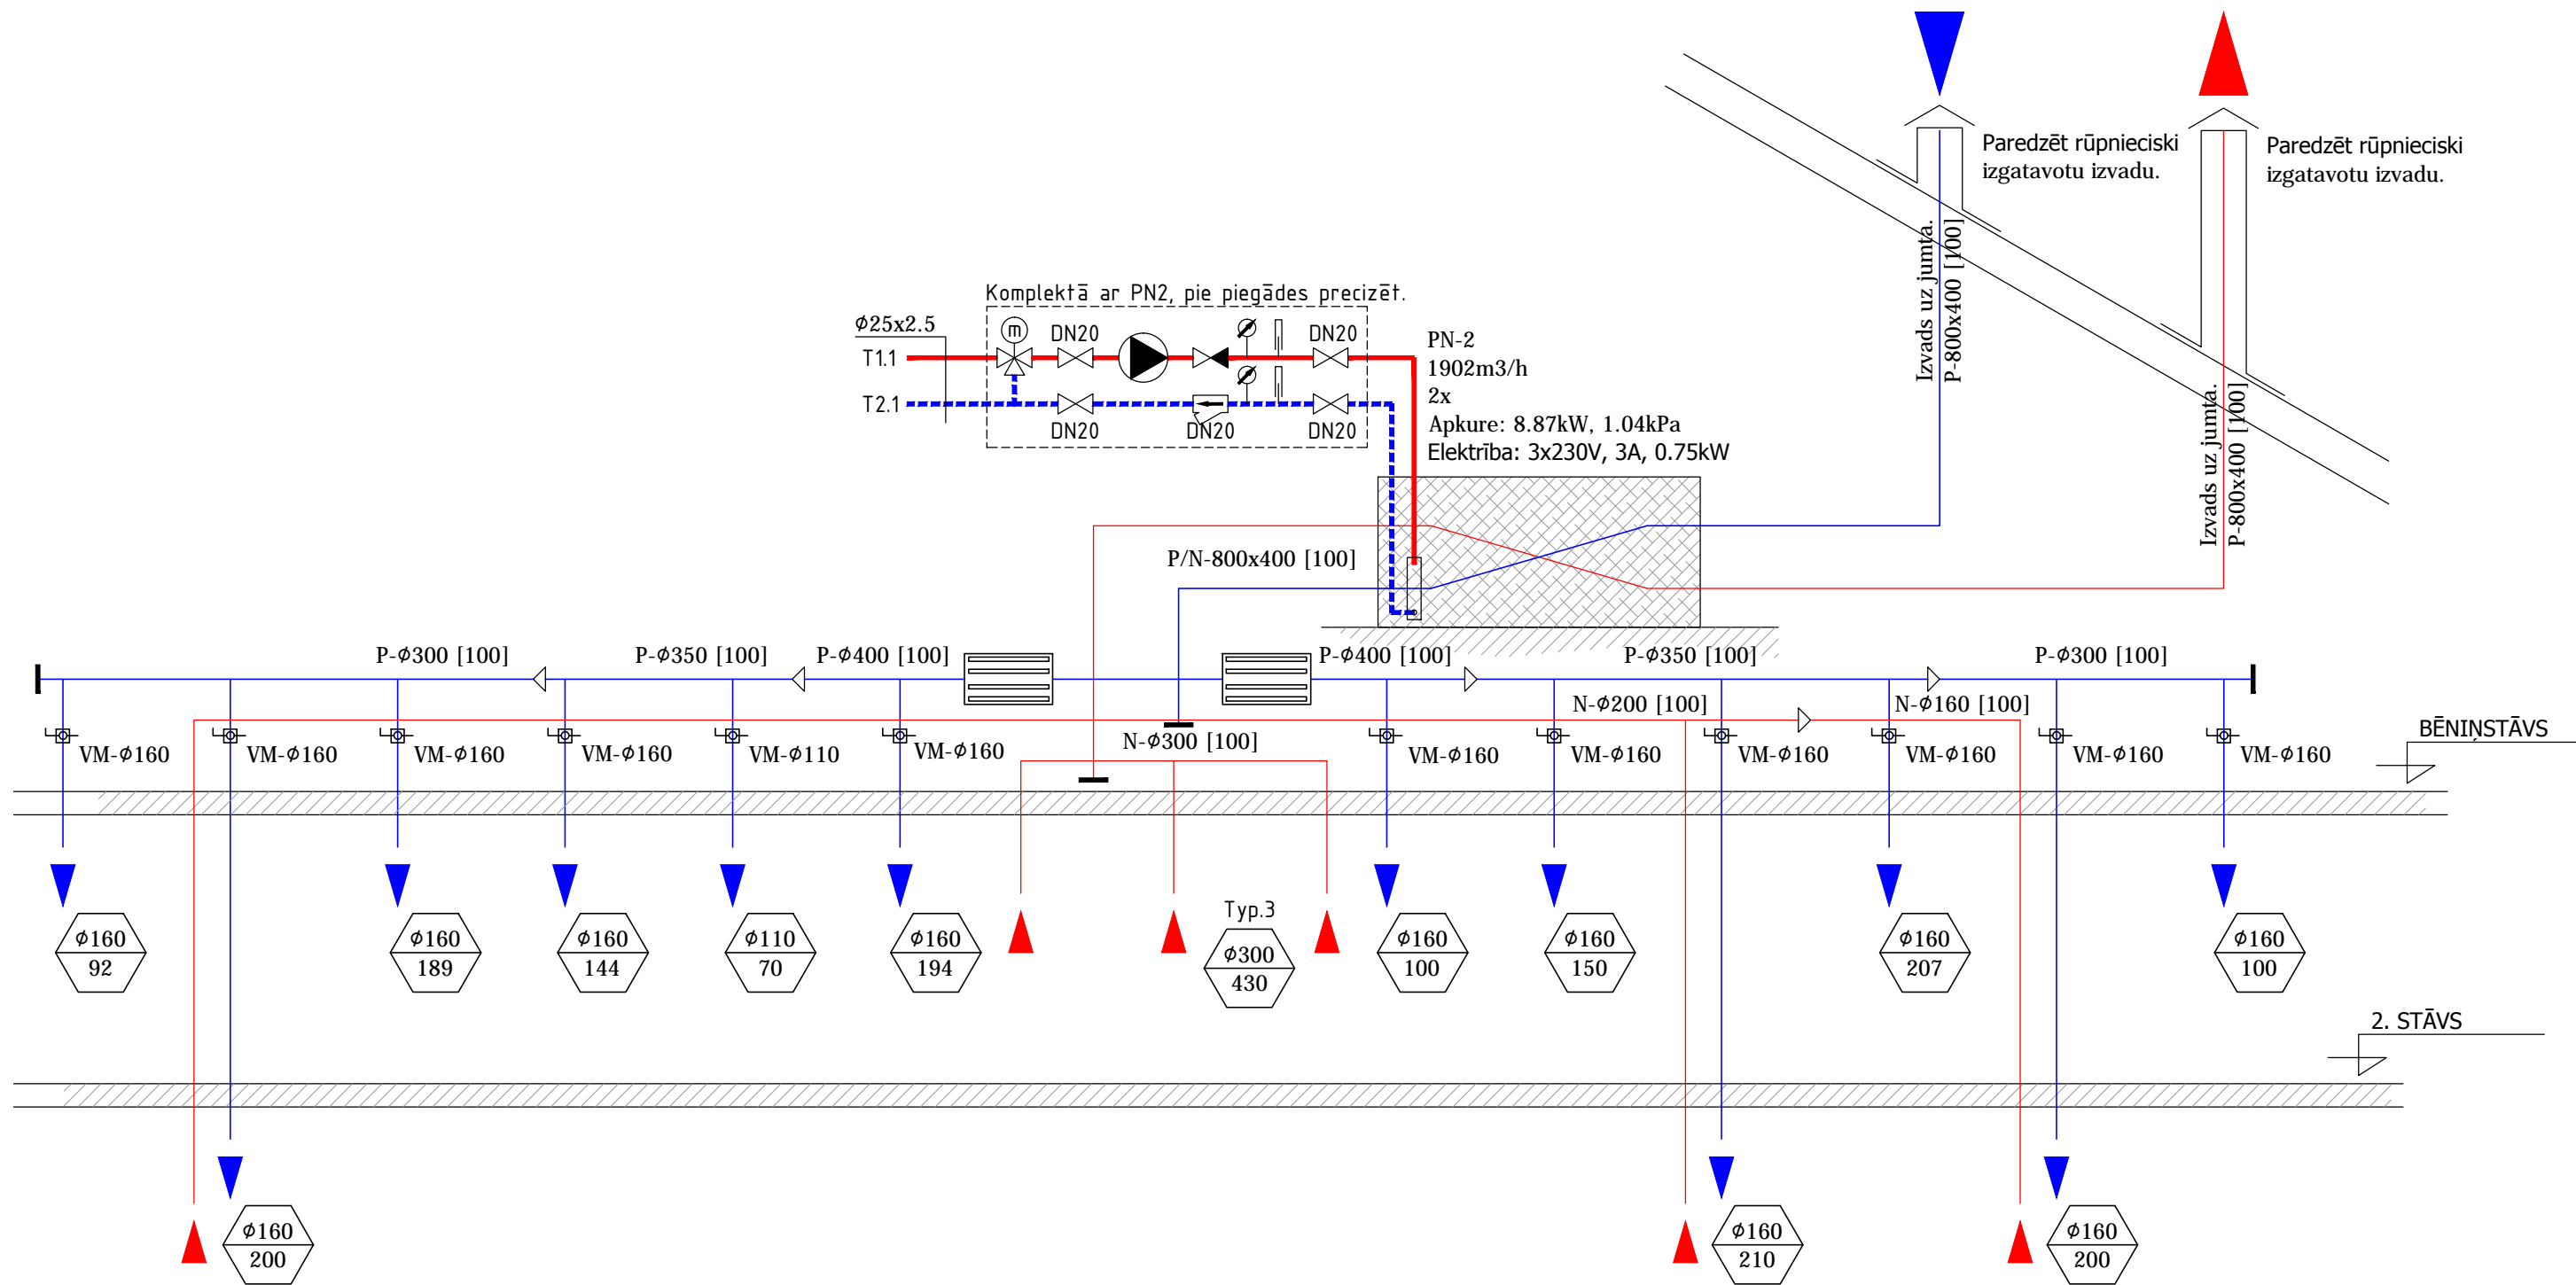 Paredzēt rūpnieciski
izgatavotu izvadu.
Paredzēt rūpnieciski
izgatavotu izvadu.
Izvads uz jumta.
P-800x400 [100]
Izvads uz jumta.
P-800x400 [100]
Komplektā ar PN2, pie piegādes precizēt.
ϕ25x2.5
T1.1
T2.1
m
DN20
DN20
DN20
DN20
DN20
PN-2
1902m3/h
2x
Apkure: 8.87kW, 1.04kPa
Elektrība: 3x230V, 3A, 0.75kW
P/N-800x400 [100]
P-ϕ300 [100]
P-ϕ350 [100]
P-ϕ400 [100]
P-ϕ400 [100]
P-ϕ350 [100]
P-ϕ300 [100]
N-ϕ200 [100]
N-ϕ160 [100]
N-ϕ300 [100]
VM-ϕ160
VM-ϕ160
VM-ϕ160
VM-ϕ160
VM-ϕ110
VM-ϕ160
VM-ϕ160
VM-ϕ160
VM-ϕ160
VM-ϕ160
VM-ϕ160
VM-ϕ160
BĒNIŅSTĀVS
ϕ160
92
ϕ160
189
ϕ160
144
ϕ110
70
ϕ160
194
Typ.3
ϕ300
430
ϕ160
100
ϕ160
150
ϕ160
207
ϕ160
100
2. STĀVS
ϕ160
200
ϕ160
210
ϕ160
200